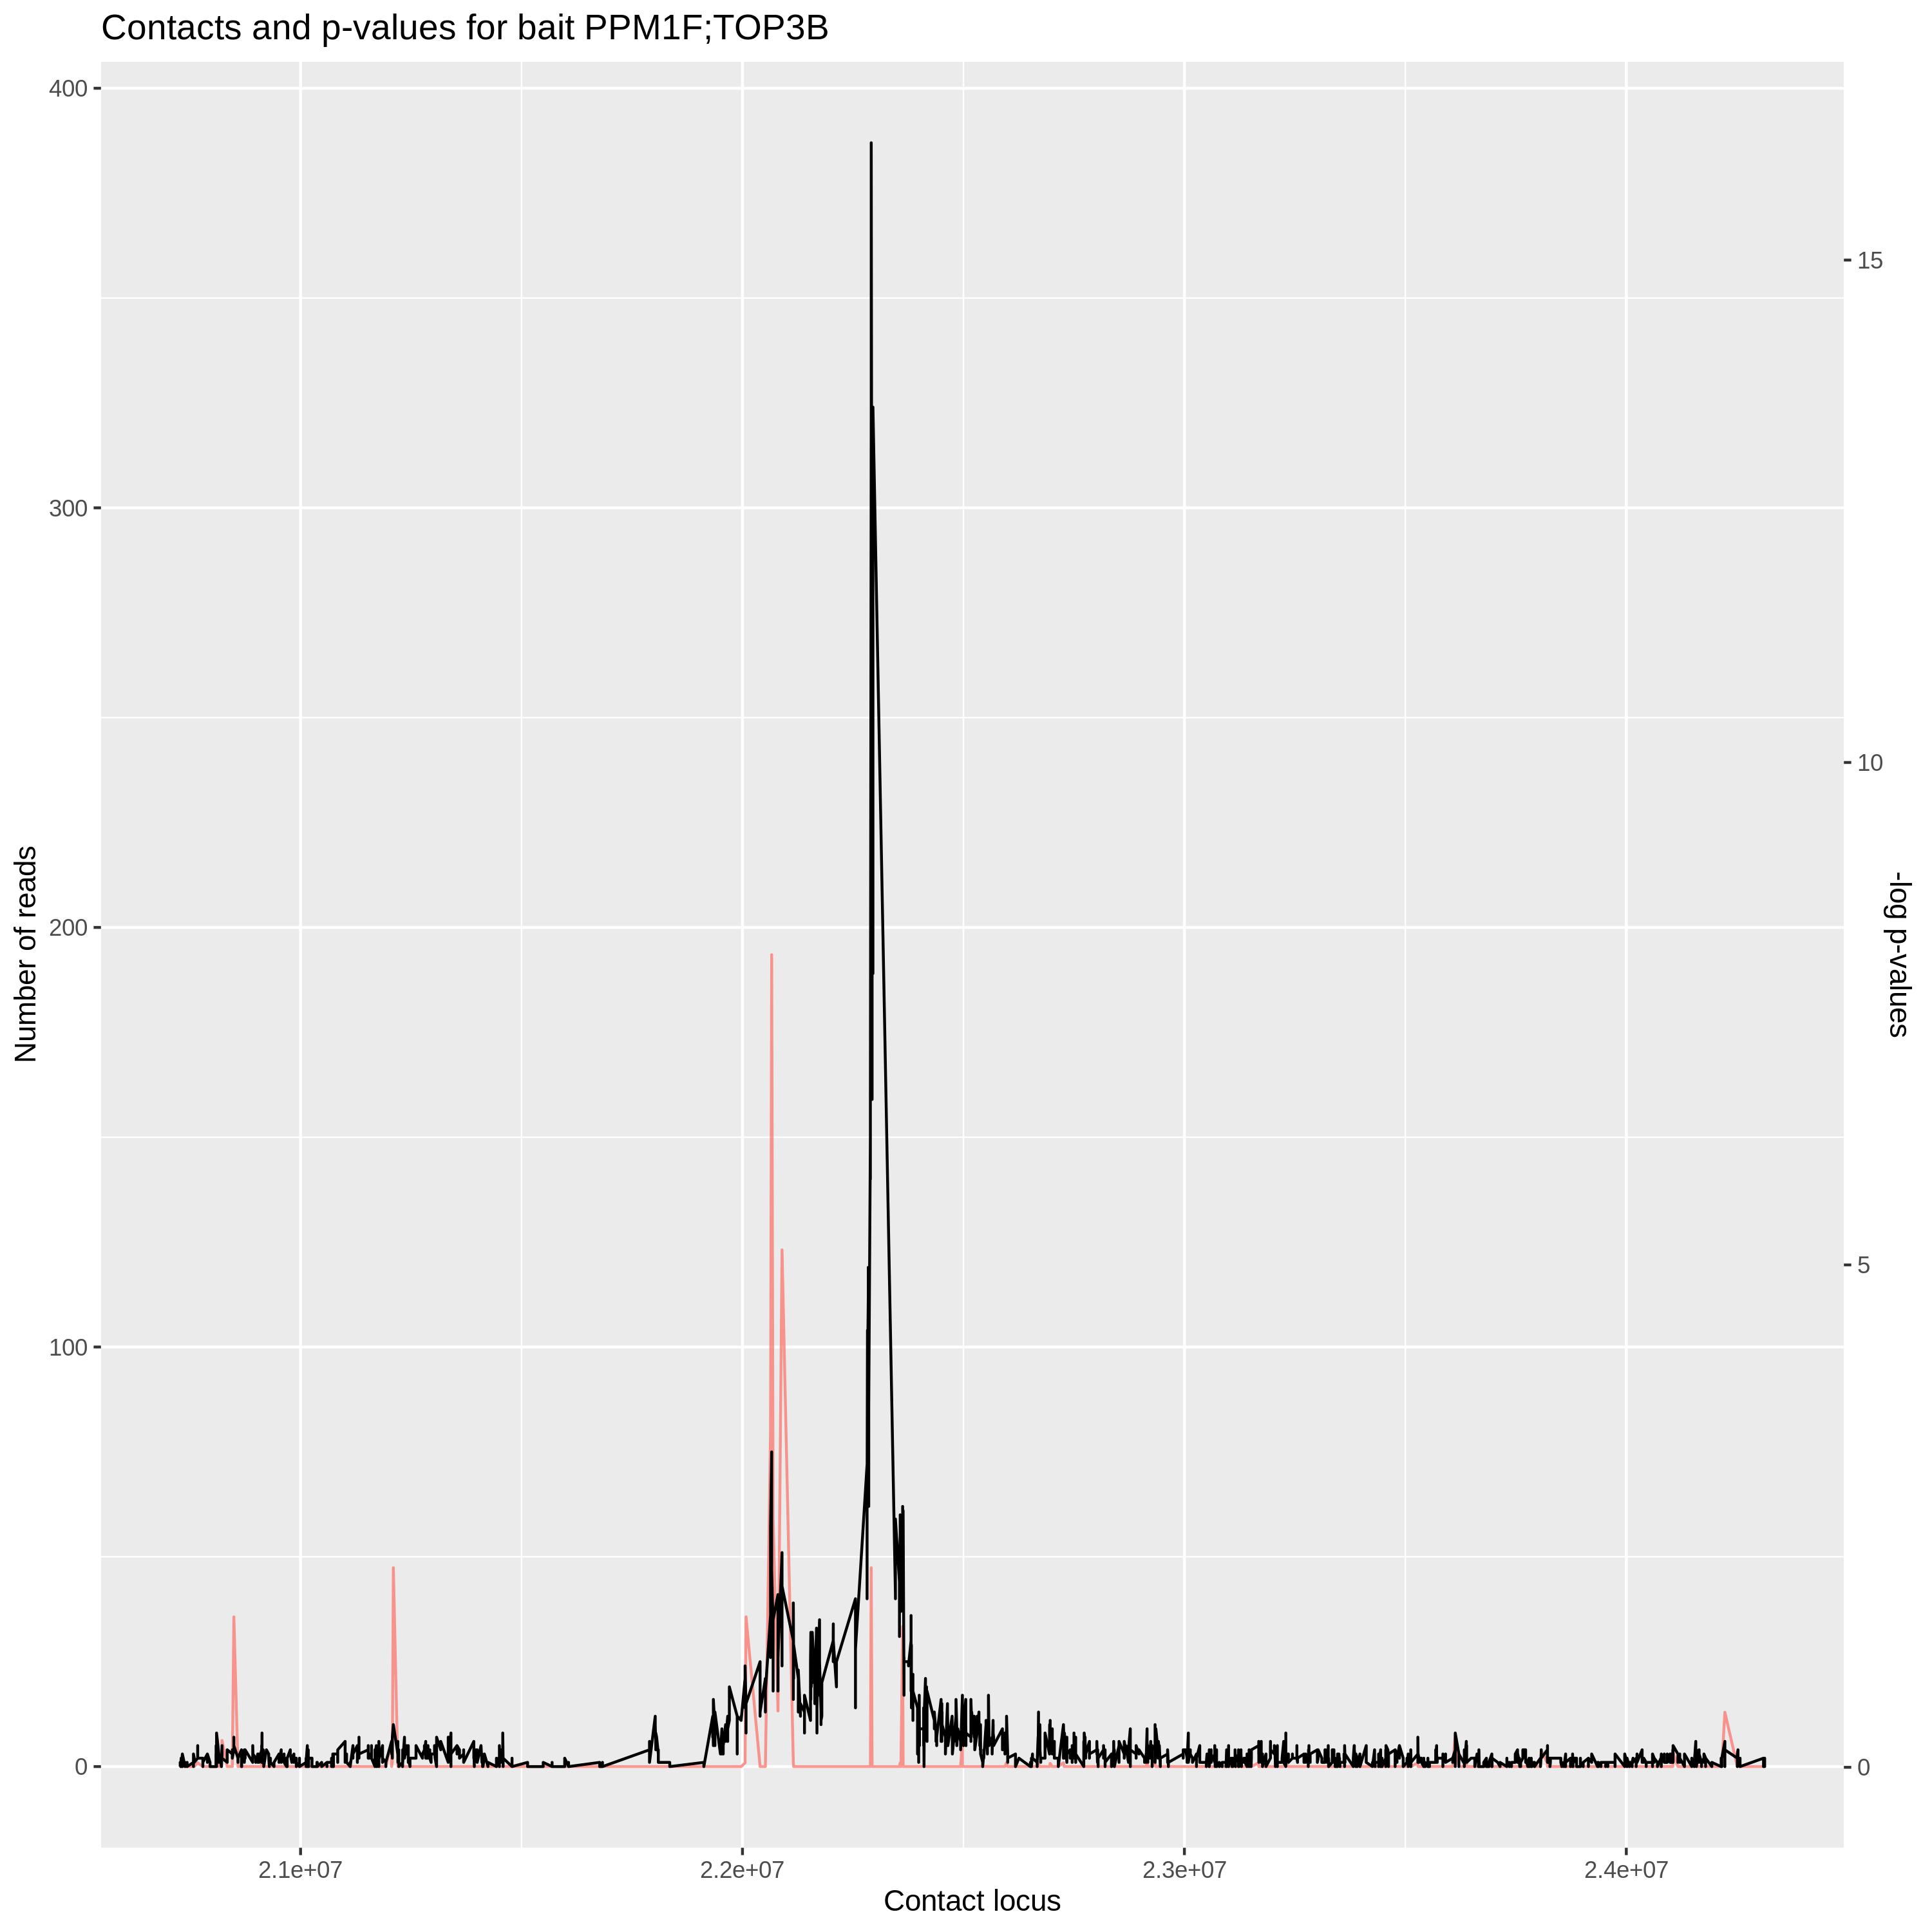 Contacts and p-values for bait PPM1F;TOP3B
400
300
200
100
0
Number of reads
15
10
5
0
-log p-values
2.1e+07
2.2e+07
2.3e+07
2.4e+07
Contact locus